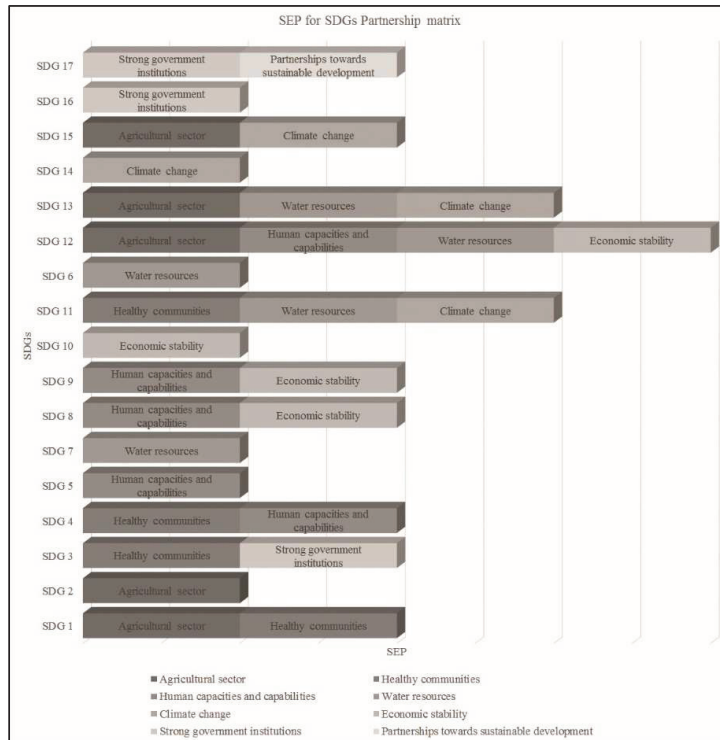 SEP for SDGs Partnership matrix
SDG 17
Strong government
institutions
Partnerships towards
sustainable development
SDG 16
Strong government
institutions
SDG 15
Agricultural sector
Climate change
SDG 14
Climate change
SDG 13
Agricultural sector
Water resources
Climate change
SDG 12
Agricultural sector
Human capacities and
capabilities
Water resources
Economic stability
SDG 6
Water resources
SDG 11
Healthy communities
Water resources
Climate change
SDG 10
Economic stability
SDG 9
Human capacities and
capabilities
Economic stability
SDG 8
Human capacities and
capabilities
Economic stability
SDG 7
Water resources
SDG 5
Human capacities and
capabilities
SDG 4
Healthy communities
Human capacities and
capabilities
SDG 3
Healthy communities
Strong government
institutions
SDG 2
Agricultural sector
SDG 1
Agricultural sector
Healthy communities
SDGs
SEP
Agricultural sector
Healthy communities
Human capacities and capabilities
Water resources
Climate change
Economic stability
Strong government institutions
Partnerships towards sustainable development